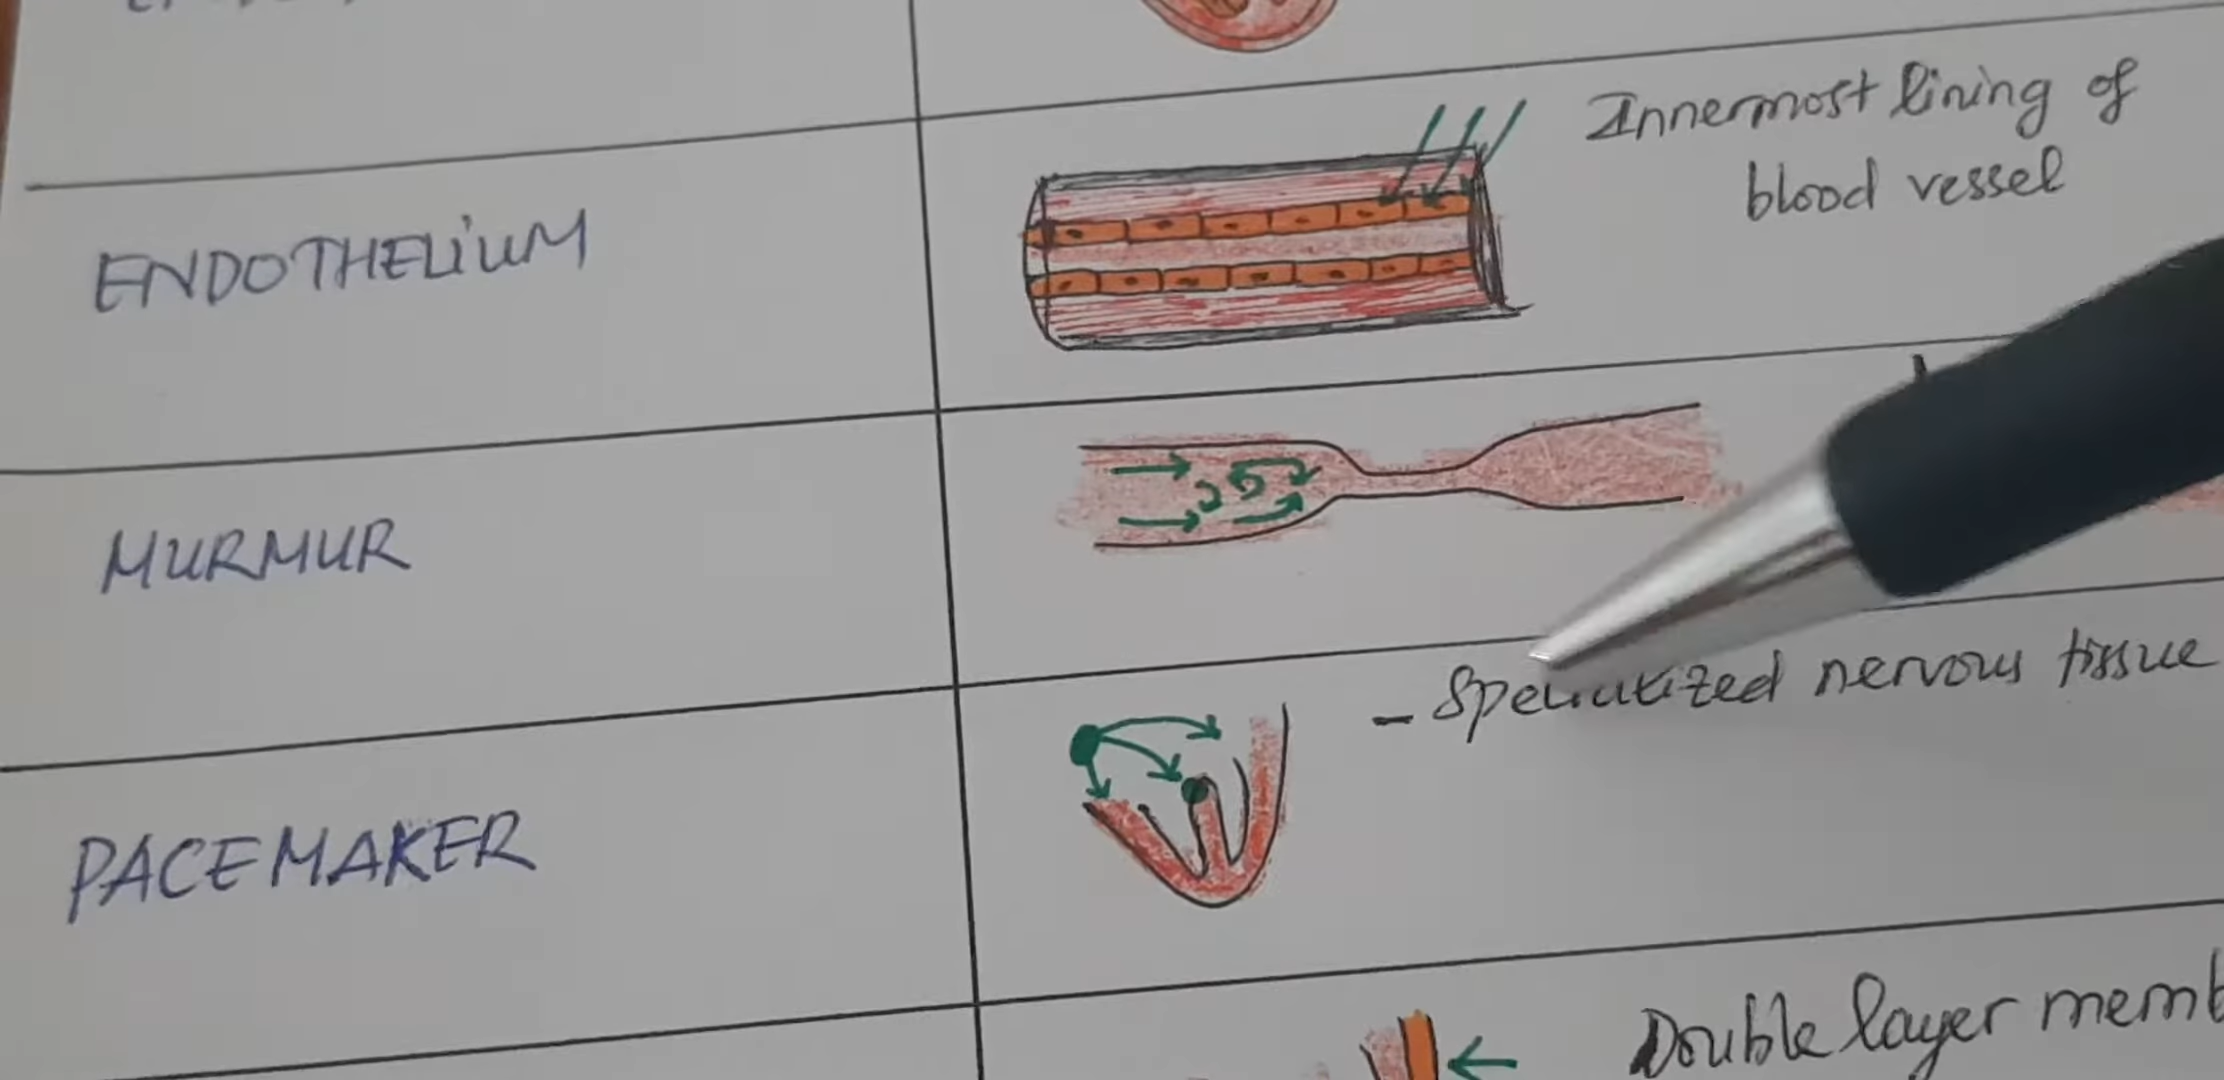 Innermost lining of
blood vessel
ENDOTHELiUM
MURMUR
- Specialized nervous tissue
PACEMAKER
Double layer